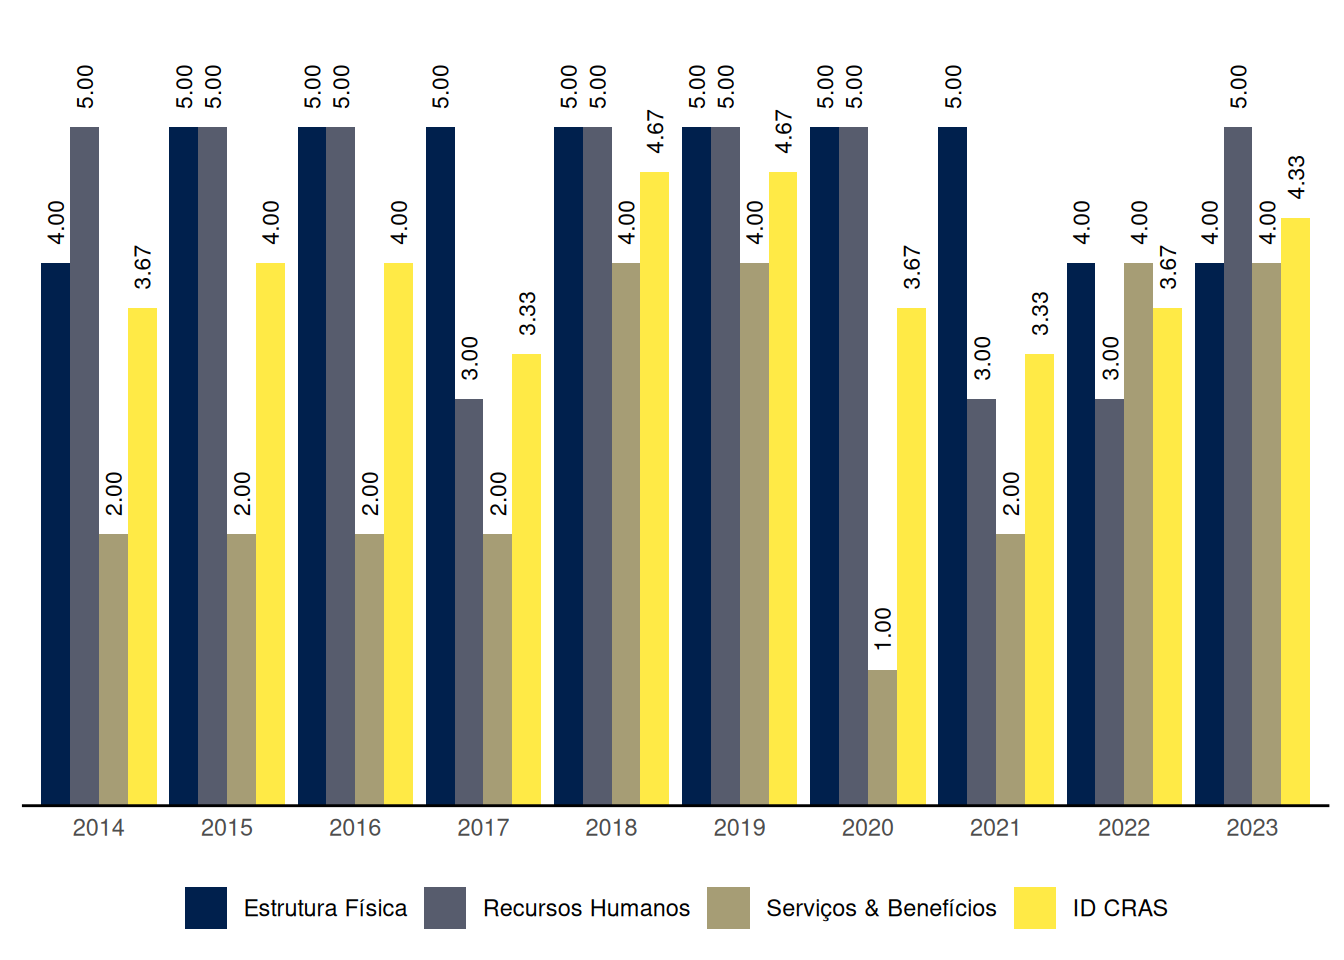 4.00 5.00 2.00 3.67 5.00 5.00 2.00 4.00 5.00 5.00 2.00 4.00 5.00 3.00 2.00 3.33 5.00 5.00 4.00 4.67 5.00 5.00 4.00 4.67 5.00 5.00 1.00 3.67 5.00 3.00 2.00 3.33 4.00 3.00 4.00 3.67 4.00 5.00 4.00 4.33
2014 2015 2016 2017 2018 2019 2020 2021 2022 2023
Estrutura Física Recursos Humanos Serviços & Benefícios ID CRAS